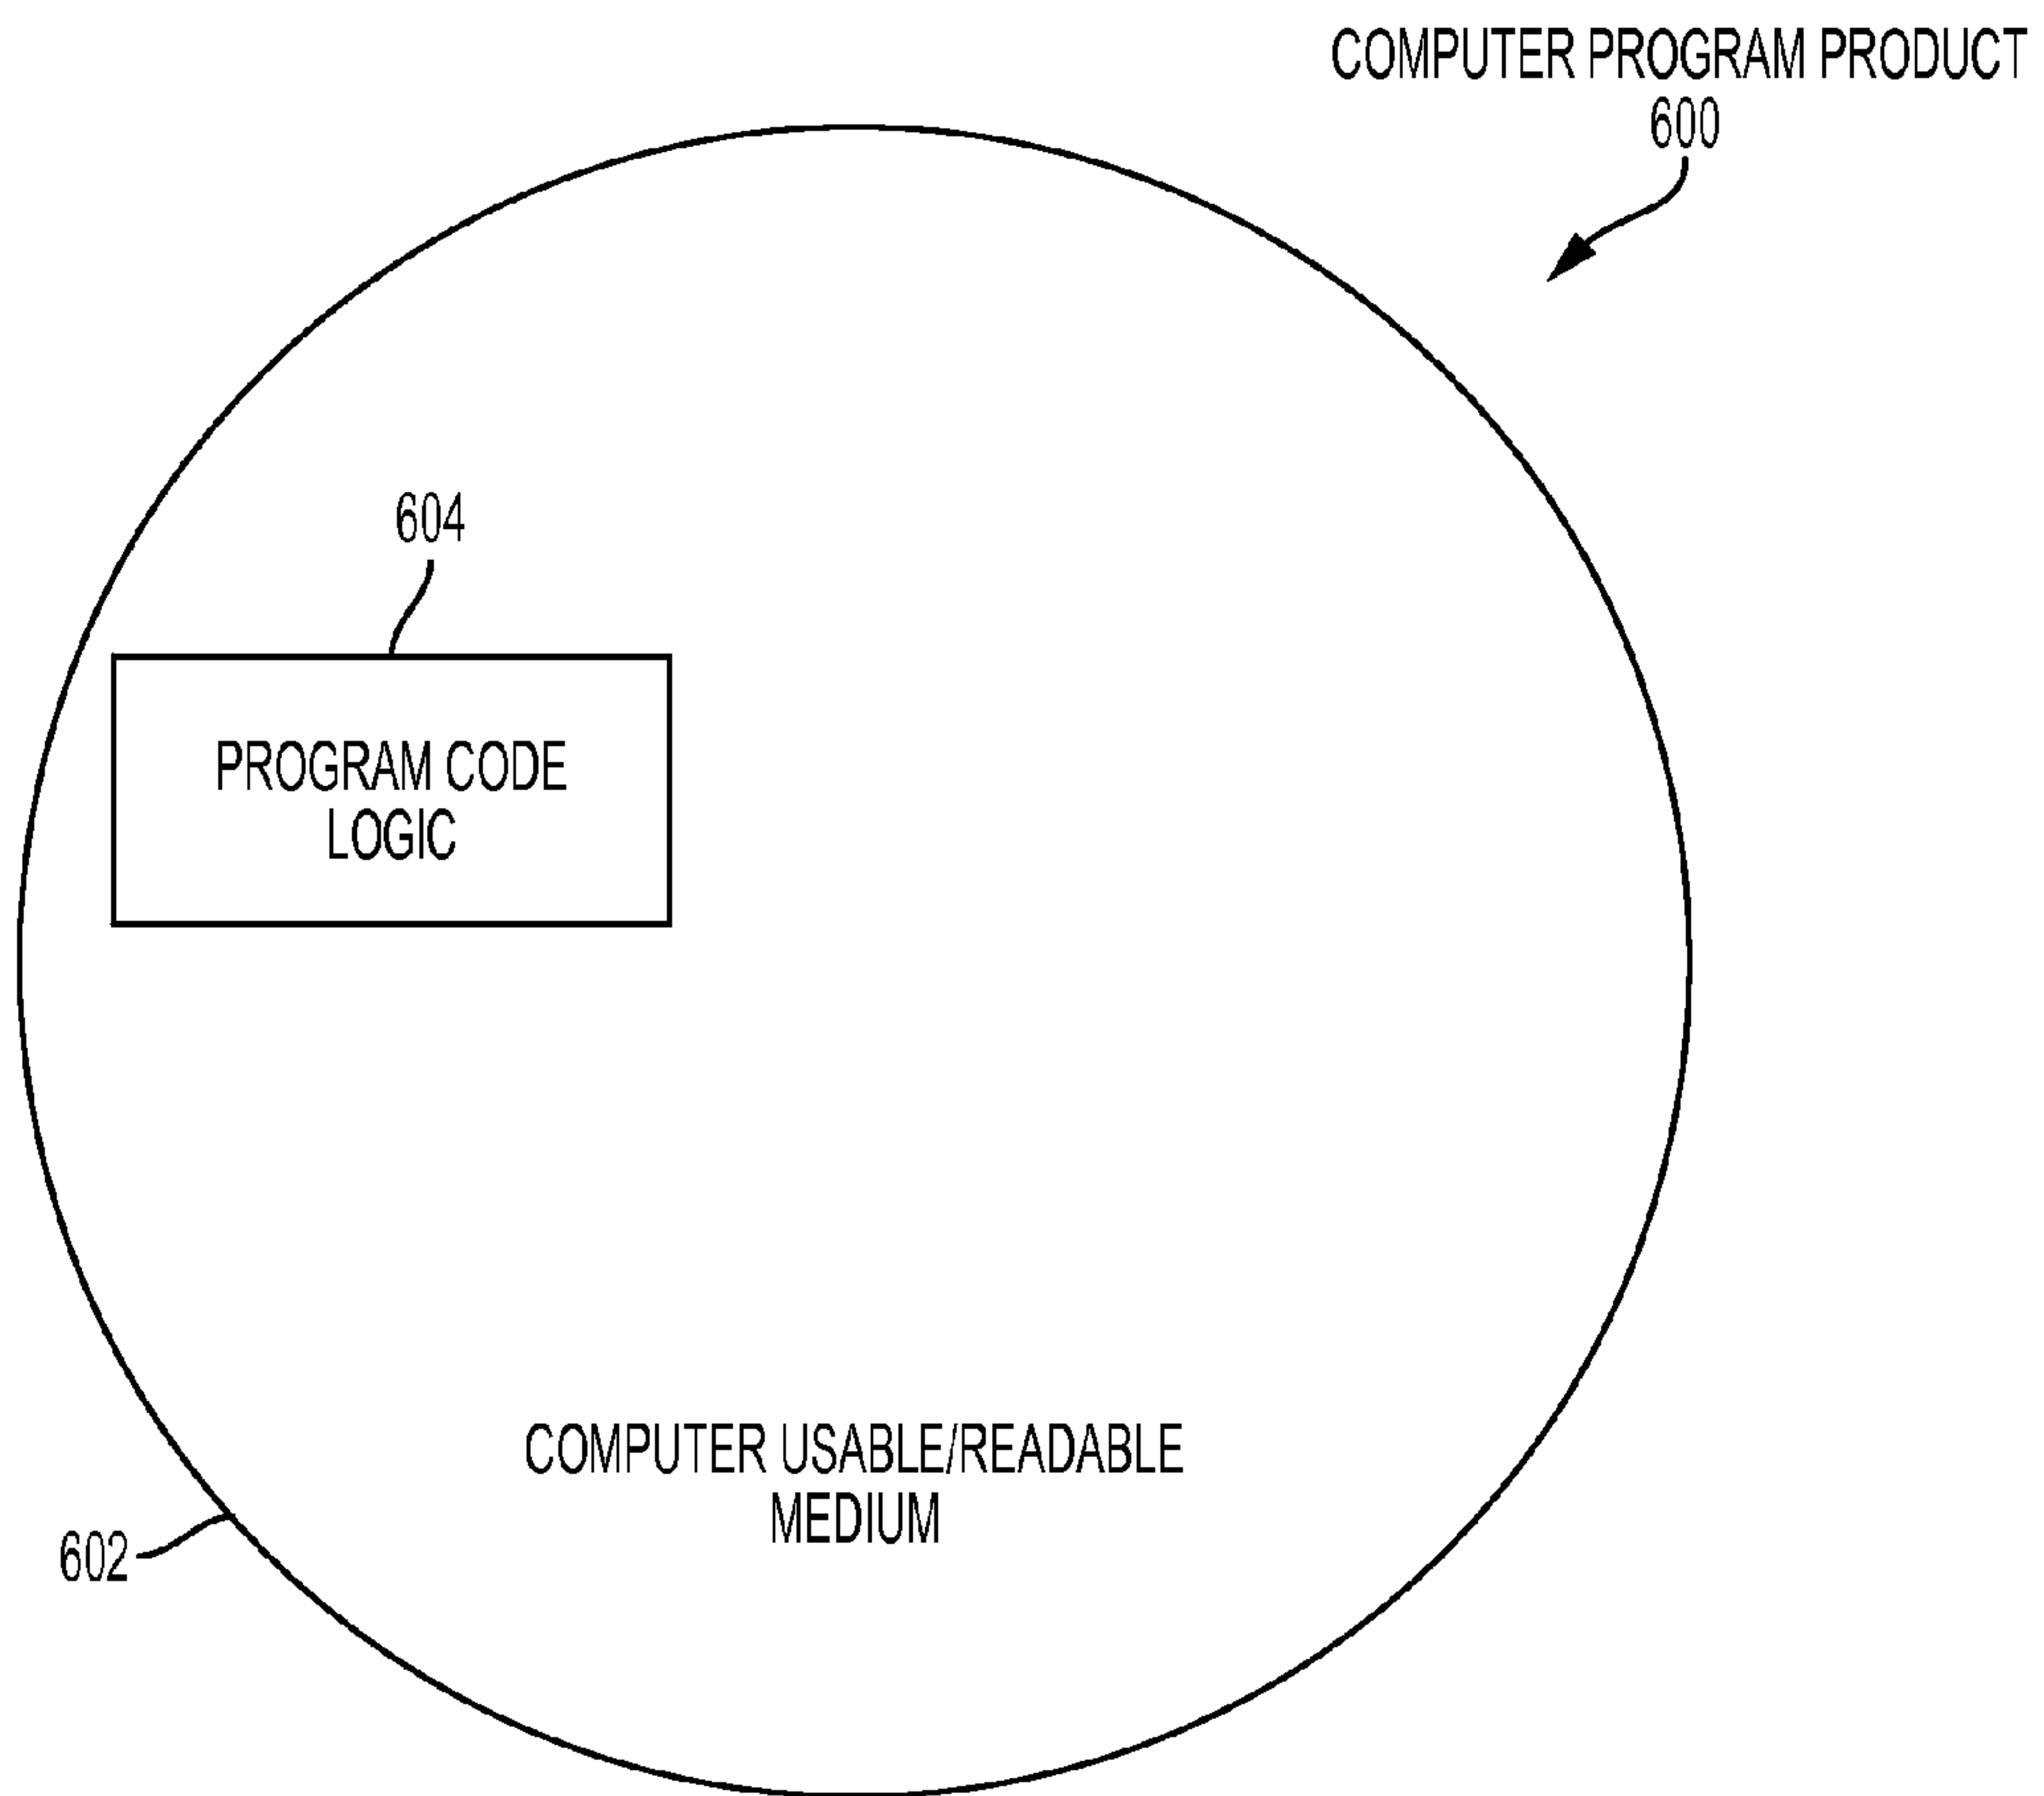 COMPUTER PROGRAM PRODUCT
600
604
PROGRAM CODE
LOGIC
COMPUTER USABLE/READABLE
MEDIUM
602